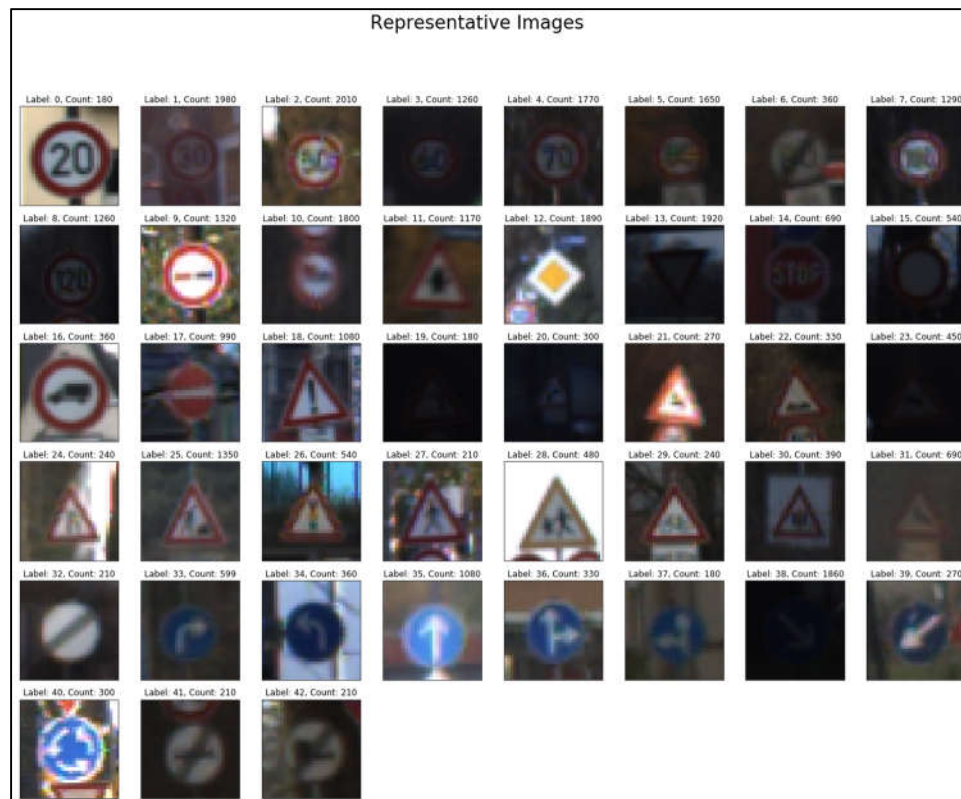 Representative Images
Label: 0, Count: 180 Label: 1, Count: 1980 Label: 2, Count: 2010 Label: 3, Count: 1260 Label: 4, Count: 1770 Label: 5, Count: 1650 Label: 6, Count: 360 Label: 7, Count: 1290
20 30 50 60 70
Label: 8, Count: 1260 Label: 9, Count: 1320 Label: 10, Count: 1800 Label: 11, Count: 1170 Label: 12, Count: 1890 Label: 13, Count: 1920 Label: 14, Count: 690 Label: 15, Count: 540
120 STOP
Label: 16, Count: 360 Label: 17, Count: 990 Label: 18, Count: 1080 Label: 19, Count: 180 Label: 20, Count: 300 Label: 21, Count: 270 Label: 22, Count: 330 Label: 23, Count: 450
Label: 24, Count: 240 Label: 25, Count: 1350 Label: 26, Count: 540 Label: 27, Count: 210 Label: 28, Count: 480 Label: 29, Count: 240 Label: 30, Count: 390 Label: 31, Count: 690
Label: 32, Count: 210 Label: 33, Count: 599 Label: 34, Count: 360 Label: 35, Count: 1080 Label: 36, Count: 330 Label: 37, Count: 180 Label: 38, Count: 1860 Label: 39, Count: 270
Label: 40, Count: 300 Label: 41, Count: 210 Label: 42, Count: 210